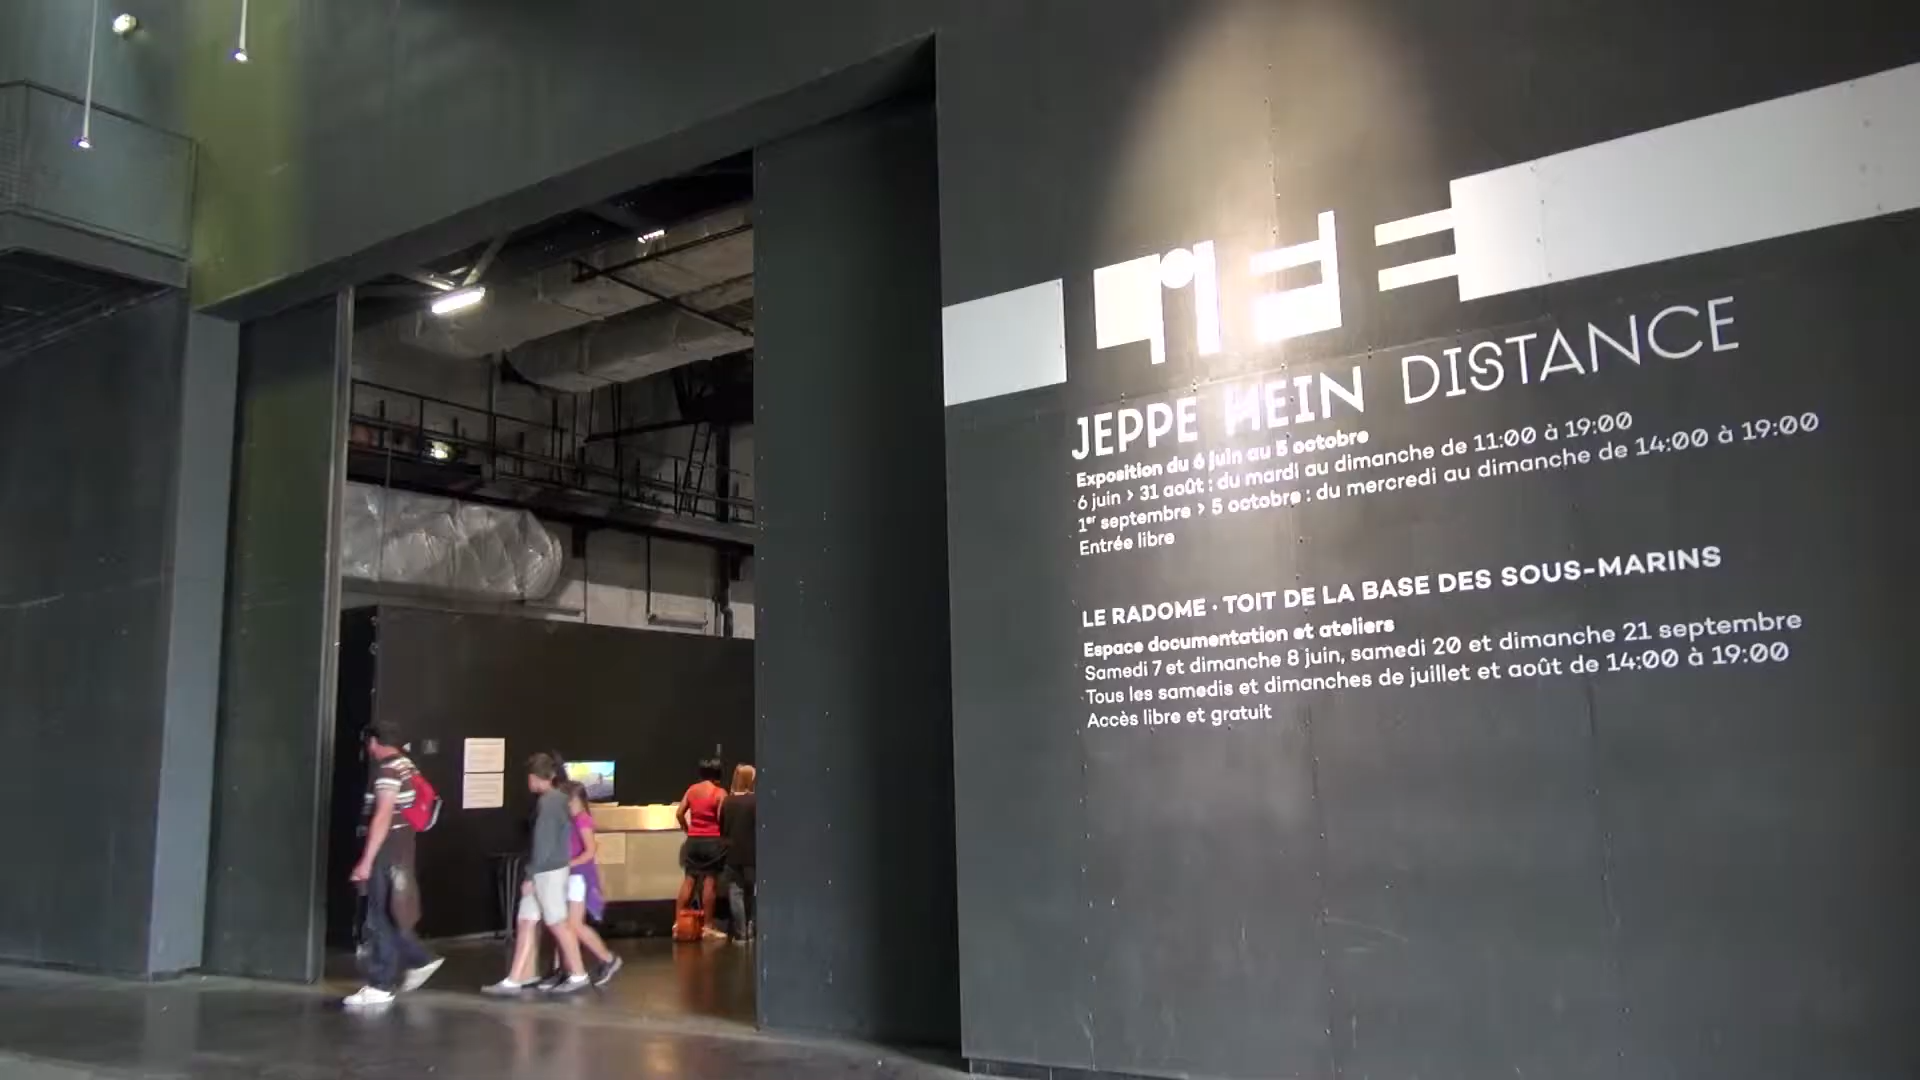 JEPPE HEIN DISTANCE
Exposition du 6 juin au 5 octobre
6 juin > 31 août : du mardi au dimanche de 11:00 à 19:00
1er septembre > 5 octobre : du mercredi au dimanche de 14:00 à 19:00
Entrée libre
LE RADOME · TOIT DE LA BASE DES SOUS-MARINS
Espace documentation et ateliers
Samedi 7 et dimanche 8 juin, samedi 20 et dimanche 21 septembre
Tous les samedis et dimanches de juillet et août de 14:00 à 19:00
Accès libre et gratuit